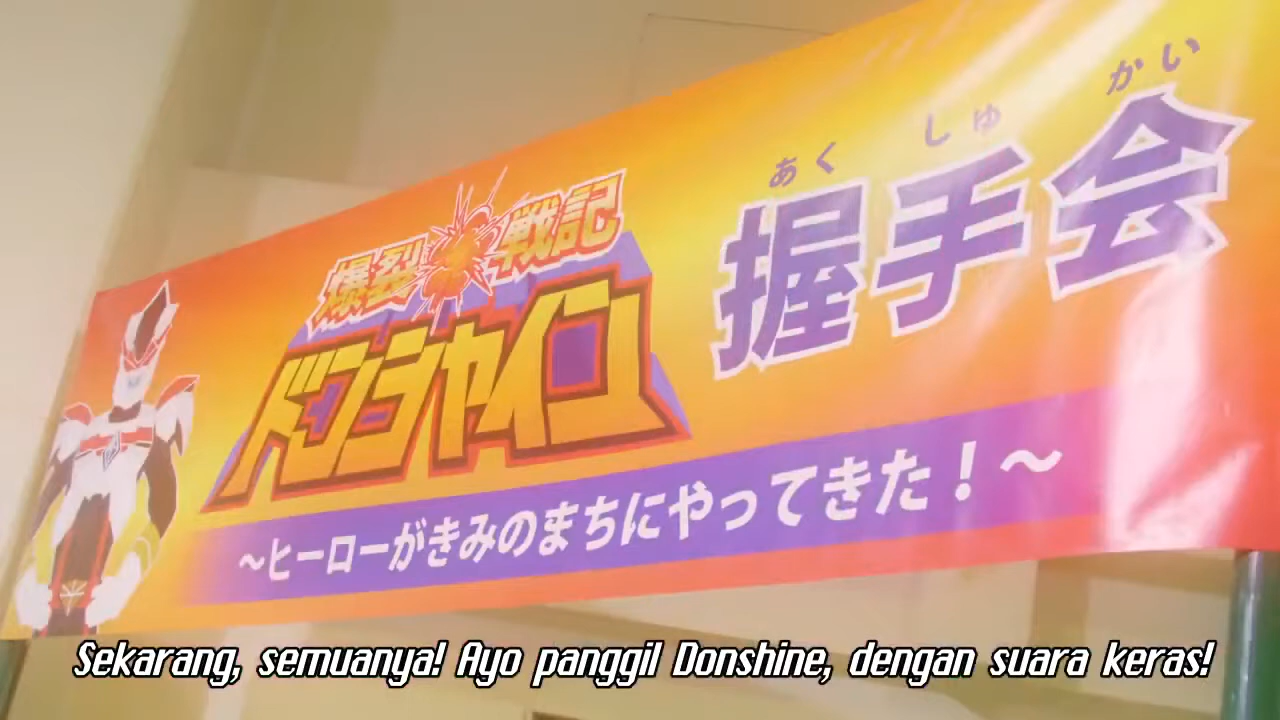 あく しゅ かい
爆裂戦記
ドンシャイン
握手会
～ヒーローがきみのまちにやってきた！～
Sekarang, semuanya! Ayo panggil Donshine, dengan suara keras!